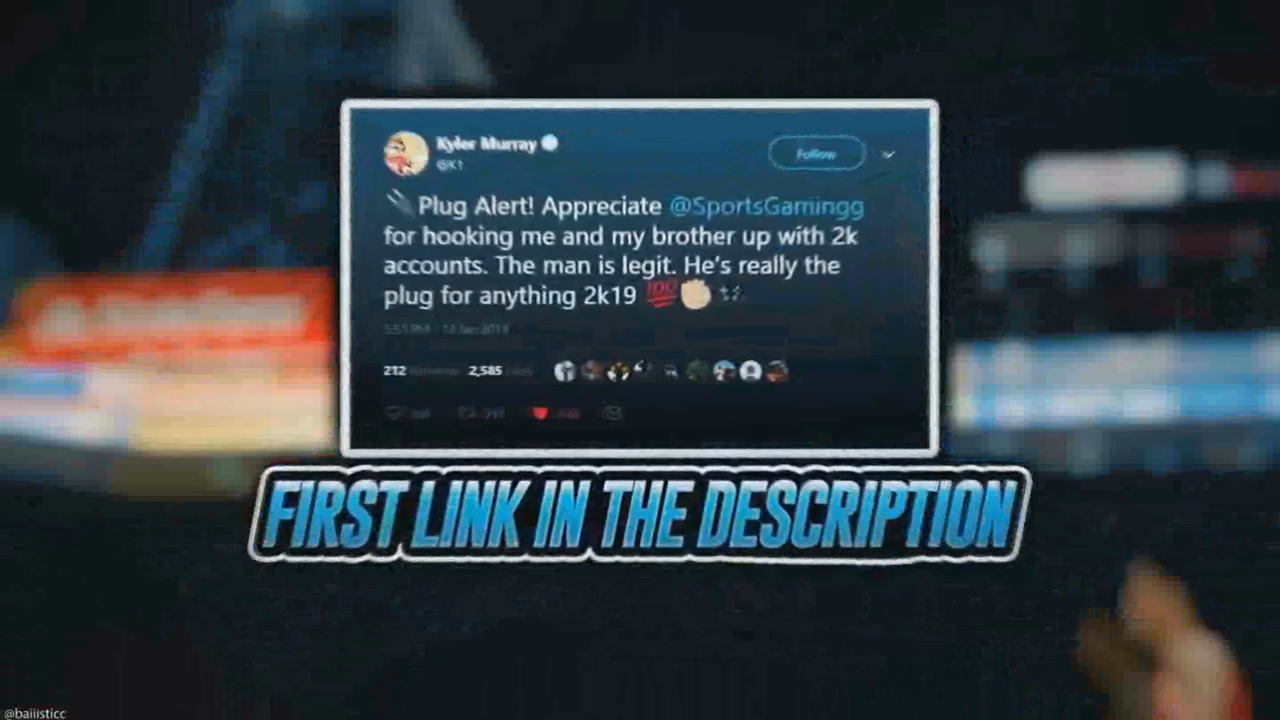 Kyler Murray
@K1
Follow
Plug Alert! Appreciate @SportsGamingg
for hooking me and my brother up with 2k
accounts. The man is legit. He's really the
plug for anything 2k19 💯
212 2,585
FIRST LINK IN THE DESCRIPTION
@baiiisticc